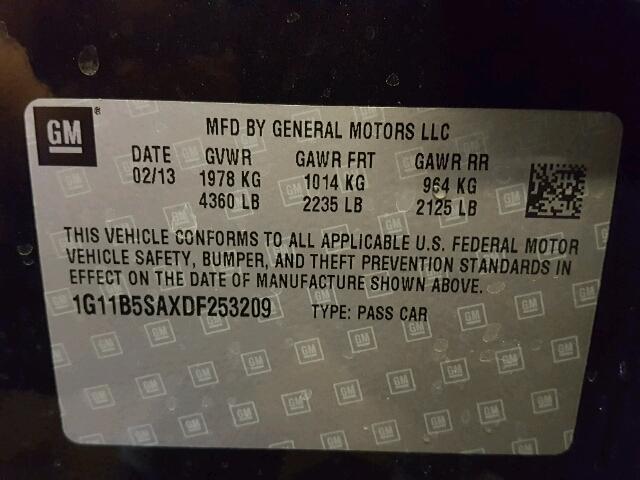 GM ®
MFD BY GENERAL MOTORS LLC
DATE GVWR GAWR FRT GAWR RR
02/13 1978 KG 1014 KG 964 KG
4360 LB 2235 LB 2125 LB
THIS VEHICLE CONFORMS TO ALL APPLICABLE U.S. FEDERAL MOTOR
VEHICLE SAFETY, BUMPER, AND THEFT PREVENTION STANDARDS IN
EFFECT ON THE DATE OF MANUFACTURE SHOWN ABOVE.
1G11B5SAXDF253209 TYPE: PASS CAR